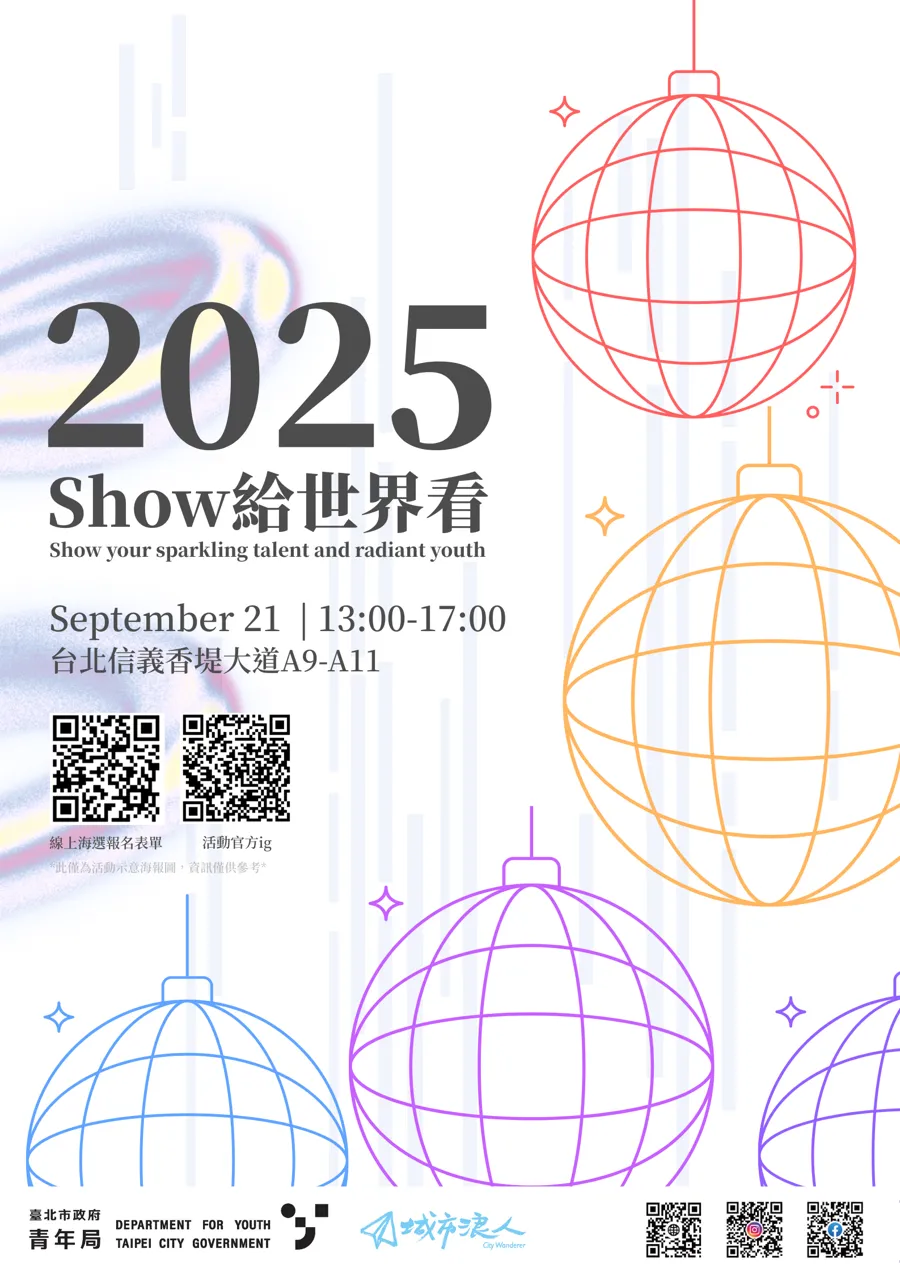 2025
Show給世界看
Show your sparkling talent and radiant youth
September 21 | 13:00-17:00
台北信義香堤大道A9-A11
線上海選報名表單
活動官方ig
*此僅為活動示意海報圖，資訊僅供參考*
臺北市政府
青年局
DEPARTMENT FOR YOUTH
TAIPEI CITY GOVERNMENT
城市浪人
City Wanderer